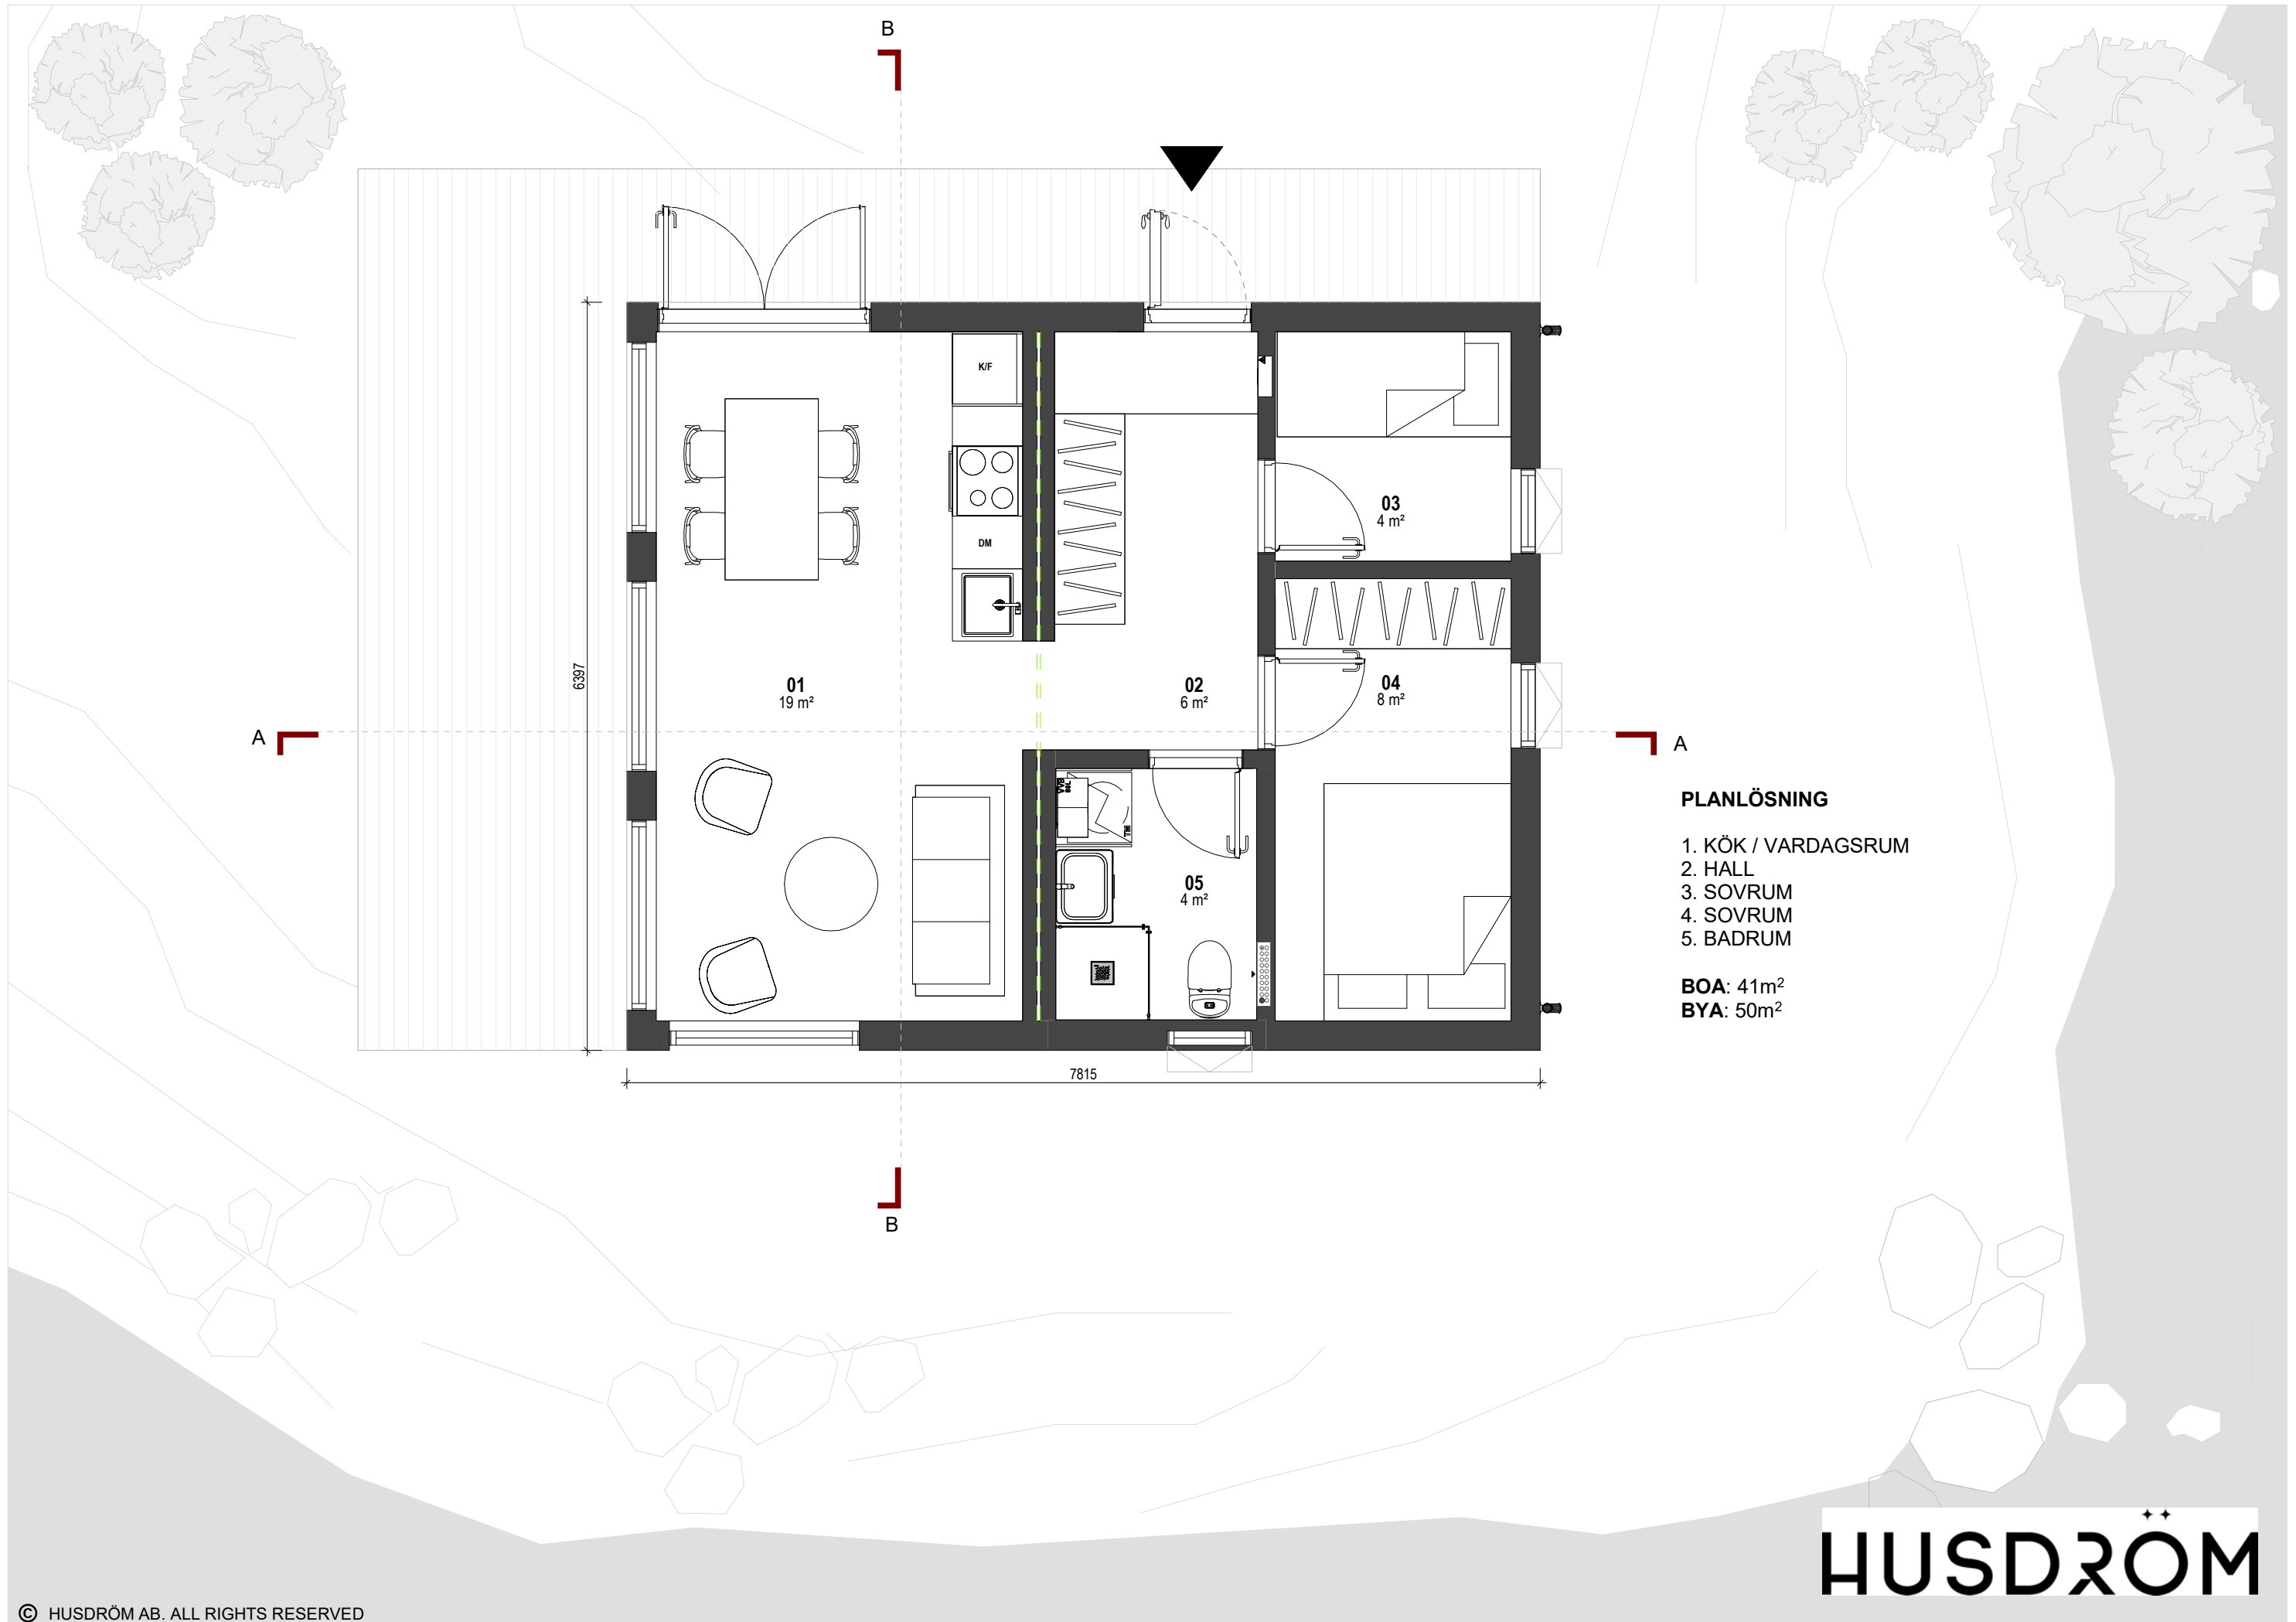 B
K/F
DM
03
4 m²
6397
01
19 m²
02
6 m²
04
8 m²
A
A
05
4 m²
PLANLÖSNING
1. KÖK / VARDAGSRUM
2. HALL
3. SOVRUM
4. SOVRUM
5. BADRUM
BOA: 41m²
BYA: 50m²
7815
B
HUSDRÖM
© HUSDRÖM AB. ALL RIGHTS RESERVED